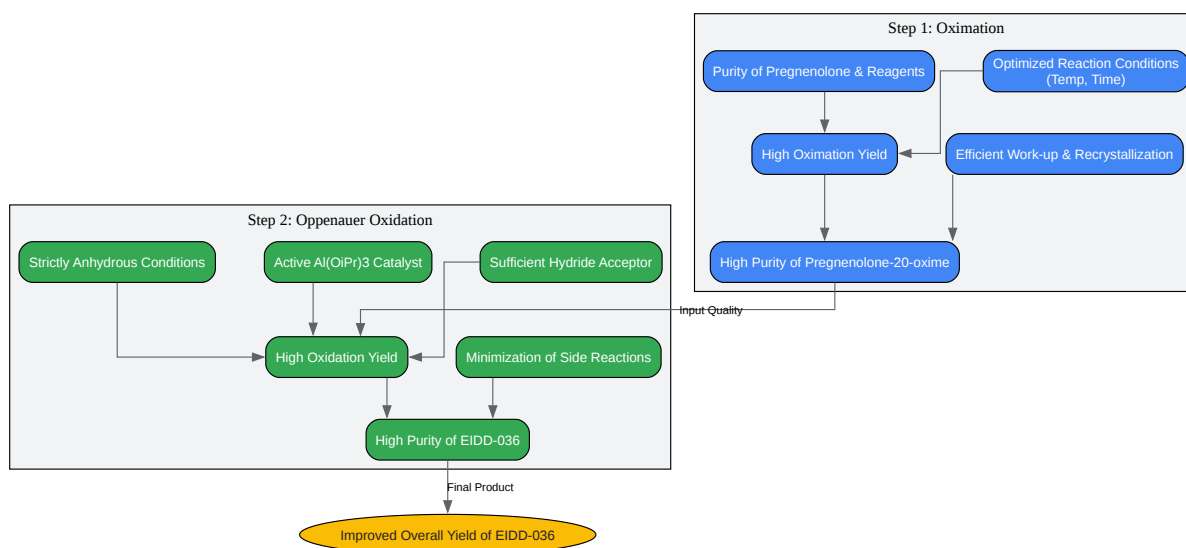 Step 1: Oximation
Purity of Pregnenolone & Reagents
Optimized Reaction Conditions
(Temp, Time)
High Oximation Yield
Efficient Work-up & Recrystallization
High Purity of Pregnenolone-20-oxime
Input Quality
Step 2: Oppenauer Oxidation
Strictly Anhydrous Conditions
Active Al(OiPr)3 Catalyst
Sufficient Hydride Acceptor
High Oxidation Yield
Minimization of Side Reactions
High Purity of EIDD-036
Final Product
Improved Overall Yield of EIDD-036